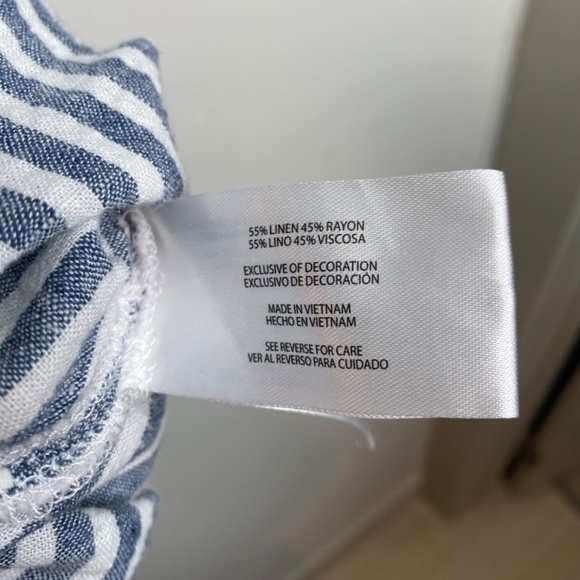 55% LINEN 45% RAYON
55% LINO 45% VISCOSA
EXCLUSIVE OF DECORATION
EXCLUSIVO DE DECORACIÓN
MADE IN VIETNAM
HECHO EN VIETNAM
SEE REVERSE FOR CARE
VER AL REVERSO PARA CUIDADO